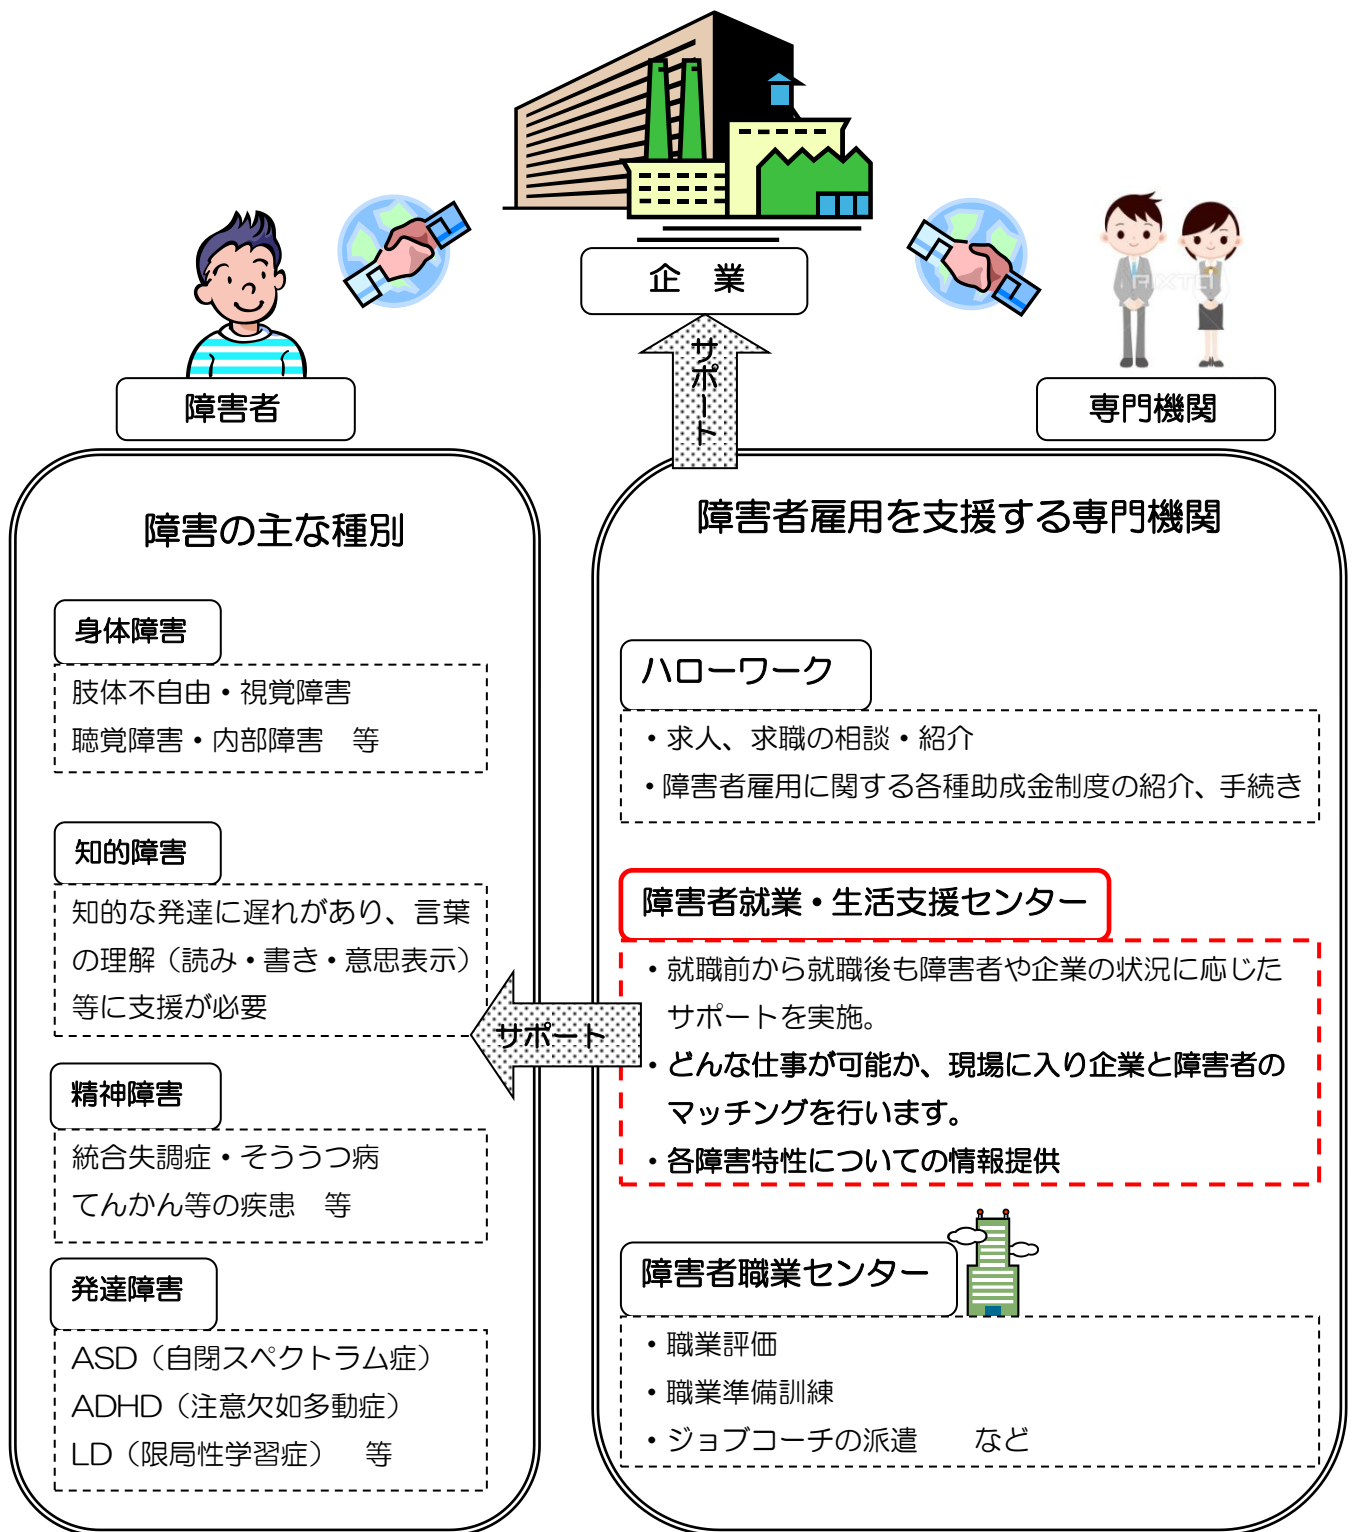 企　業
サポート
障害者
専門機関
障害の主な種別
身体障害
肢体不自由・視覚障害
聴覚障害・内部障害　等
知的障害
知的な発達に遅れがあり、言葉
の理解（読み・書き・意思表示）
等に支援が必要
精神障害
統合失調症・そううつ病
てんかん等の疾患　等
発達障害
ASD（自閉スペクトラム症）
ADHD（注意欠如多動症）
LD（限局性学習症）　等
サポート
障害者雇用を支援する専門機関
ハローワーク
・求人、求職の相談・紹介
・障害者雇用に関する各種助成金制度の紹介、手続き
障害者就業・生活支援センター
・就職前から就職後も障害者や企業の状況に応じた
サポートを実施。
・どんな仕事が可能か、現場に入り企業と障害者の
マッチングを行います。
・各障害特性についての情報提供
障害者職業センター
・職業評価
・職業準備訓練
・ジョブコーチの派遣　　など